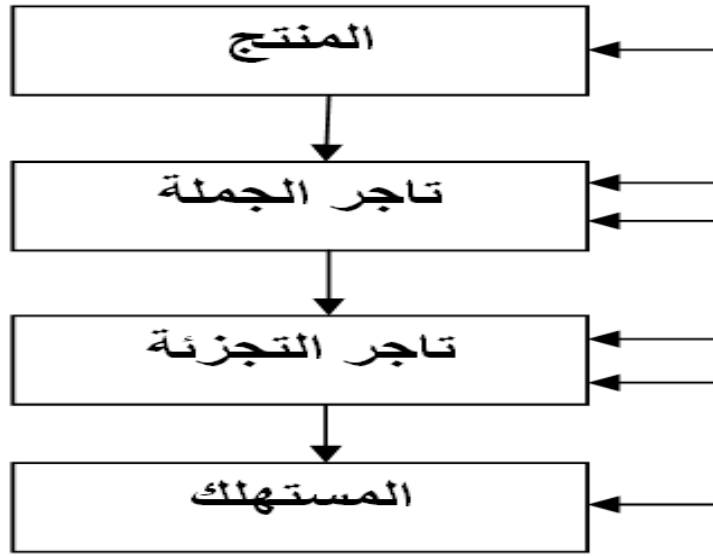 المنتج
تاجر الجملة
تاجر التجزئة
المستهلك